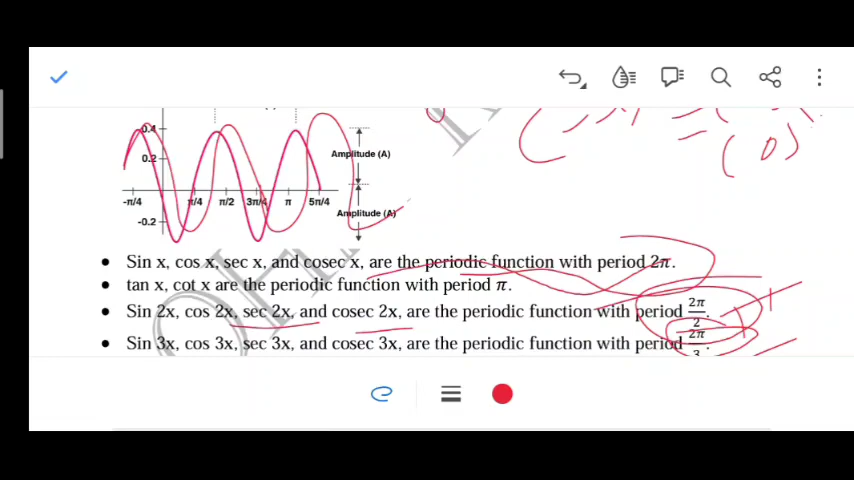 0.4
0.2
-0.2
-π/4 π/4 π/2 3π/4 π 5π/4
Amplitude (A)
Amplitude (A)
= (0)
• Sin x, cos x, sec x, and cosec x, are the periodic function with period 2π.
• tan x, cot x are the periodic function with period π.
• Sin 2x, cos 2x, sec 2x, and cosec 2x, are the periodic function with period 2π/2.
• Sin 3x, cos 3x, sec 3x, and cosec 3x, are the periodic function with period 2π/3.